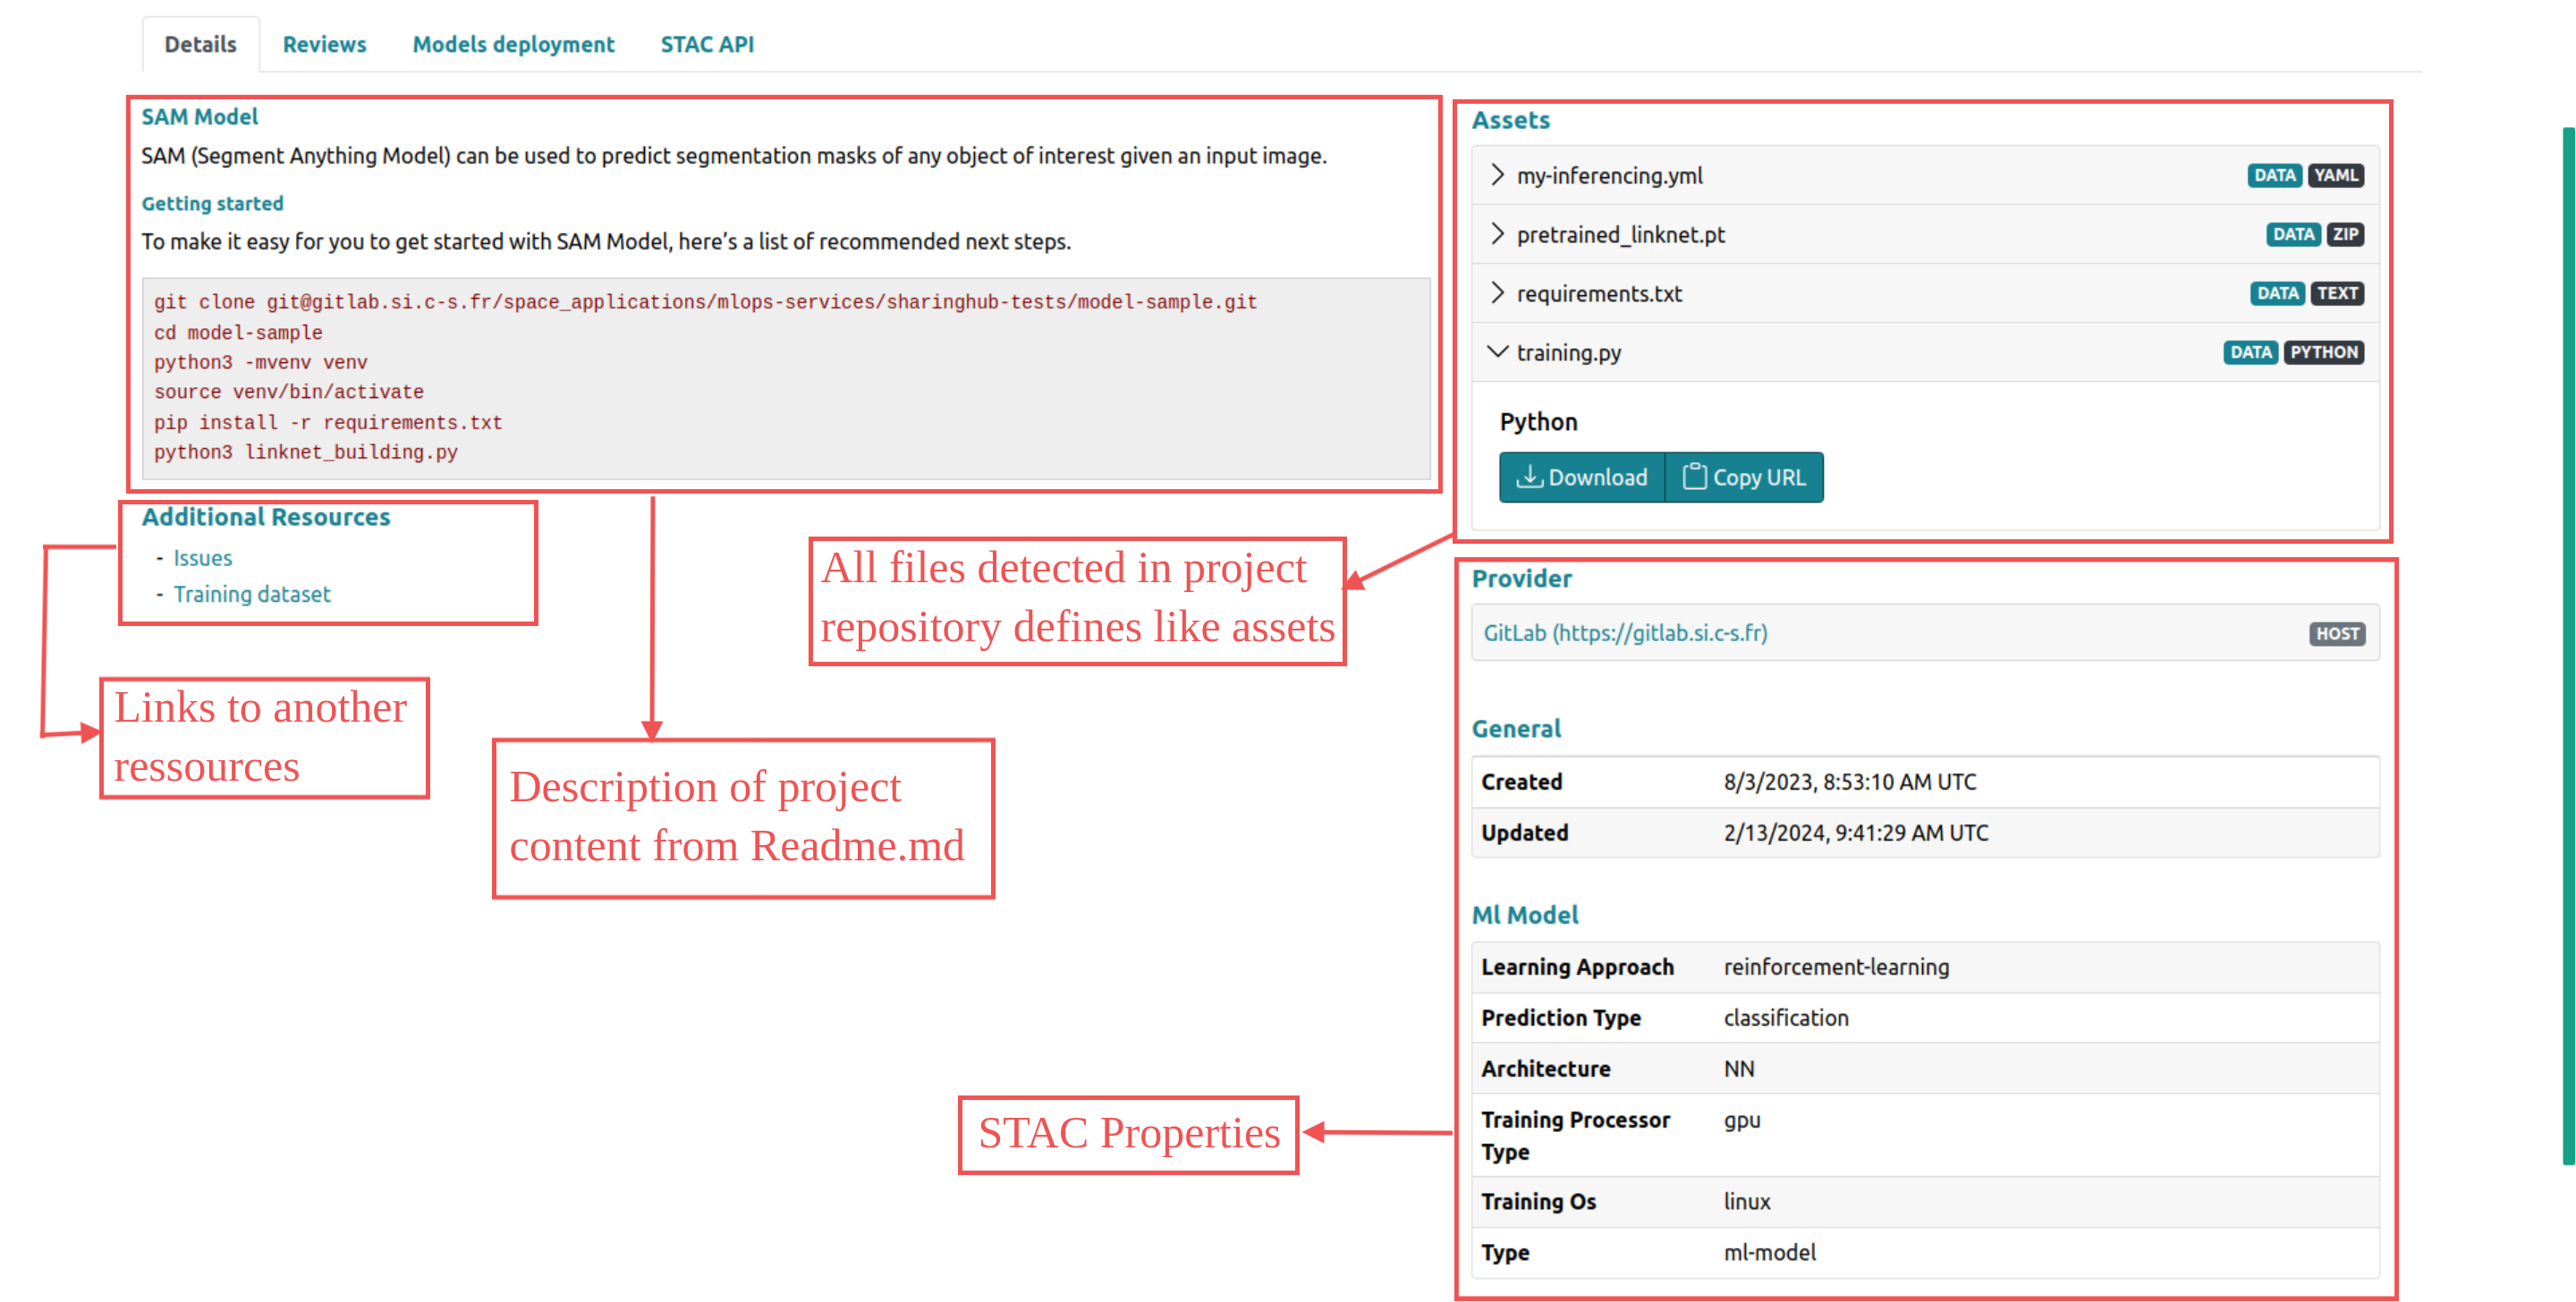 Details Reviews Models deployment STAC API
SAM Model
SAM (Segment Anything Model) can be used to predict segmentation masks of any object of interest given an input image.
Getting started
To make it easy for you to get started with SAM Model, here's a list of recommended next steps.
git clone git@gitlab.si.c-s.fr/space_applications/mlops-services/sharinghub-tests/model-sample.git
cd model-sample
python3 -mvenv venv
source venv/bin/activate
pip install -r requirements.txt
python3 linknet_building.py
Additional Resources
- Issues
- Training dataset
Links to another
ressources
Description of project
content from Readme.md
All files detected in project
repository defines like assets
STAC Properties
Assets
my-inferencing.yml DATA YAML
pretrained_linknet.pt DATA ZIP
requirements.txt DATA TEXT
training.py DATA PYTHON
Python
Download Copy URL
Provider
GitLab (https://gitlab.si.c-s.fr) HOST
General
Created 8/3/2023, 8:53:10 AM UTC
Updated 2/13/2024, 9:41:29 AM UTC
Ml Model
Learning Approach reinforcement-learning
Prediction Type classification
Architecture NN
Training Processor gpu
Type
Training Os linux
Type ml-model